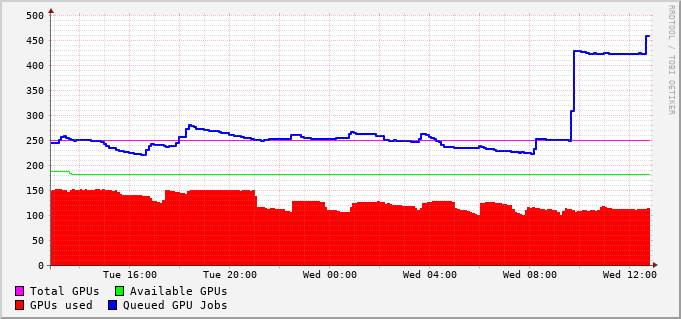 500
450
400
350
300
250
200
150
100
50
0
Tue 16:00 Tue 20:00 Wed 00:00 Wed 04:00 Wed 08:00 Wed 12:00
Total GPUs Available GPUs
GPUs used Queued GPU Jobs
RRDTOOL / TOBI OETIKER